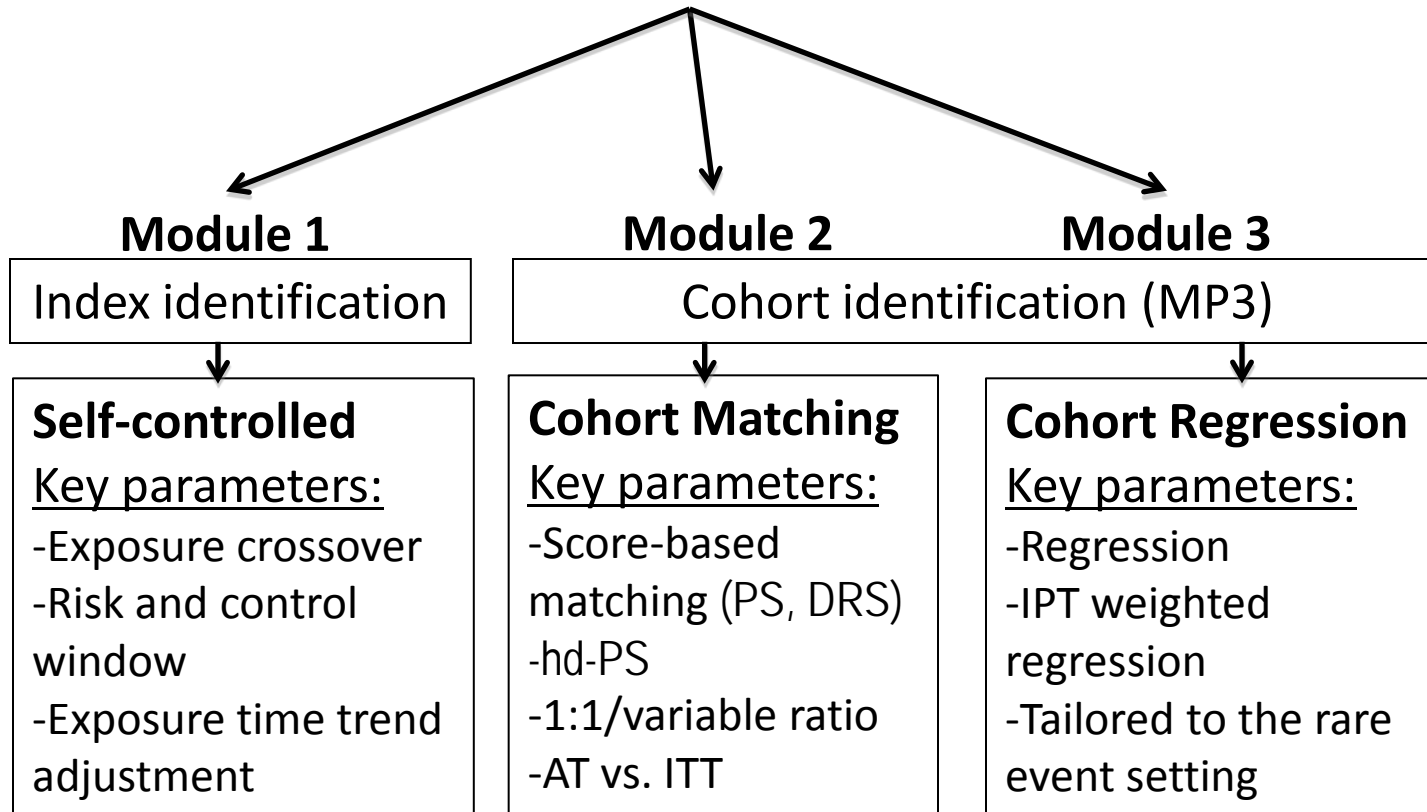 Module 1
Index identification
Self-controlled
Key parameters:
-Exposure crossover
-Risk and control
window
-Exposure time trend
adjustment
Module 2
Module 3
Cohort identification (MP3)
Cohort Matching
Key parameters:
-Score-based
matching (PS, DRS)
-hd-PS
-1:1/variable ratio
-AT vs. ITT
Cohort Regression
Key parameters:
-Regression
-IPT weighted
regression
-Tailored to the rare
event setting